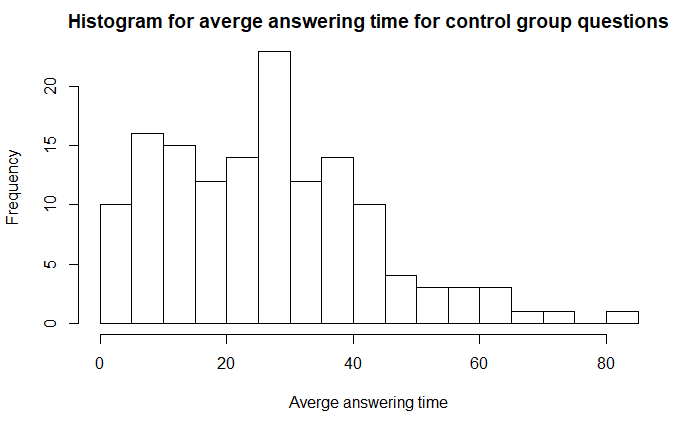 Histogram for averge answering time for control group questions
Frequency
20
15
10
5
0
0 20 40 60 80
Averge answering time